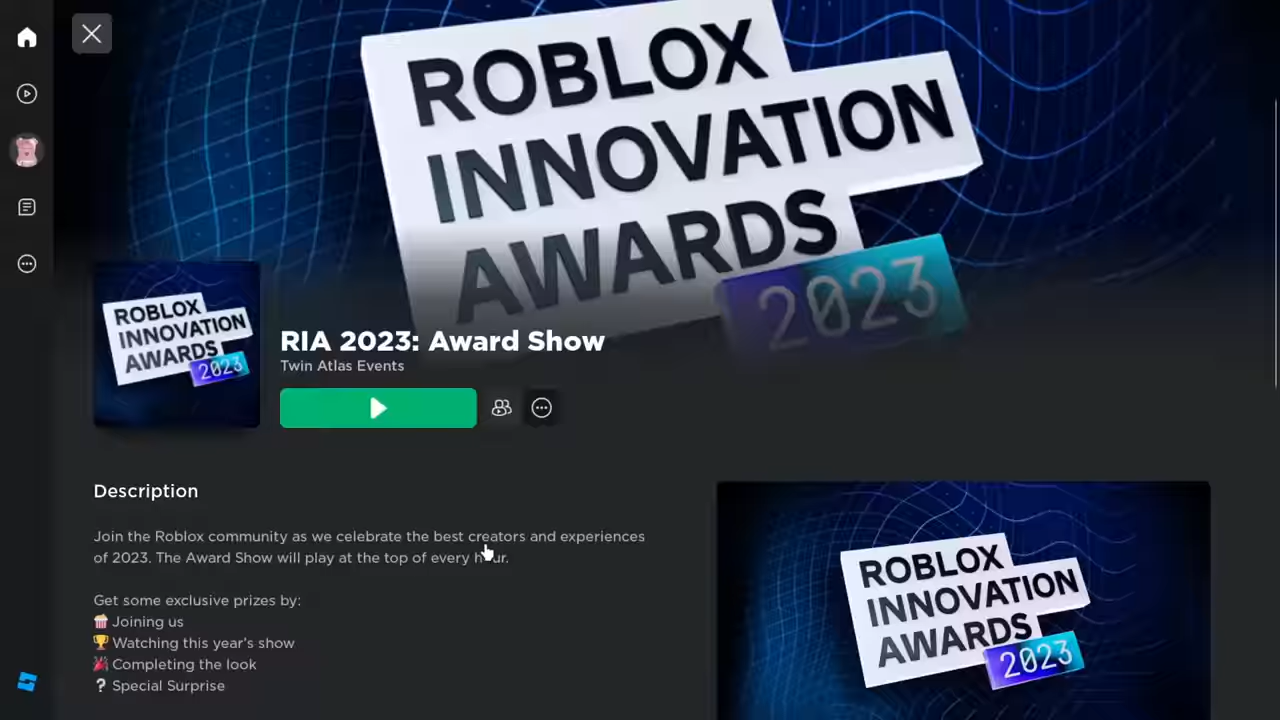 ROBLOX
INNOVATION
AWARDS
2023
ROBLOX
INNOVATION
AWARDS
2023
RIA 2023: Award Show
Twin Atlas Events
Description
Join the Roblox community as we celebrate the best creators and experiences
of 2023. The Award Show will play at the top of every hour.
Get some exclusive prizes by:
🍿 Joining us
🏆 Watching this year's show
🎉 Completing the look
❔ Special Surprise
ROBLOX
INNOVATION
AWARDS
2023